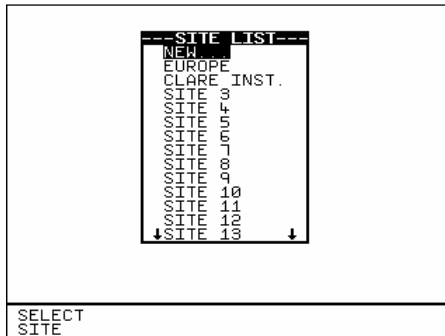 ---SITE LIST---
NEW...
EUROPE
CLARE INST.
SITE 3
SITE 4
SITE 5
SITE 6
SITE 7
SITE 8
SITE 9
SITE 10
SITE 11
SITE 12
↓SITE 13 ↓
SELECT
SITE